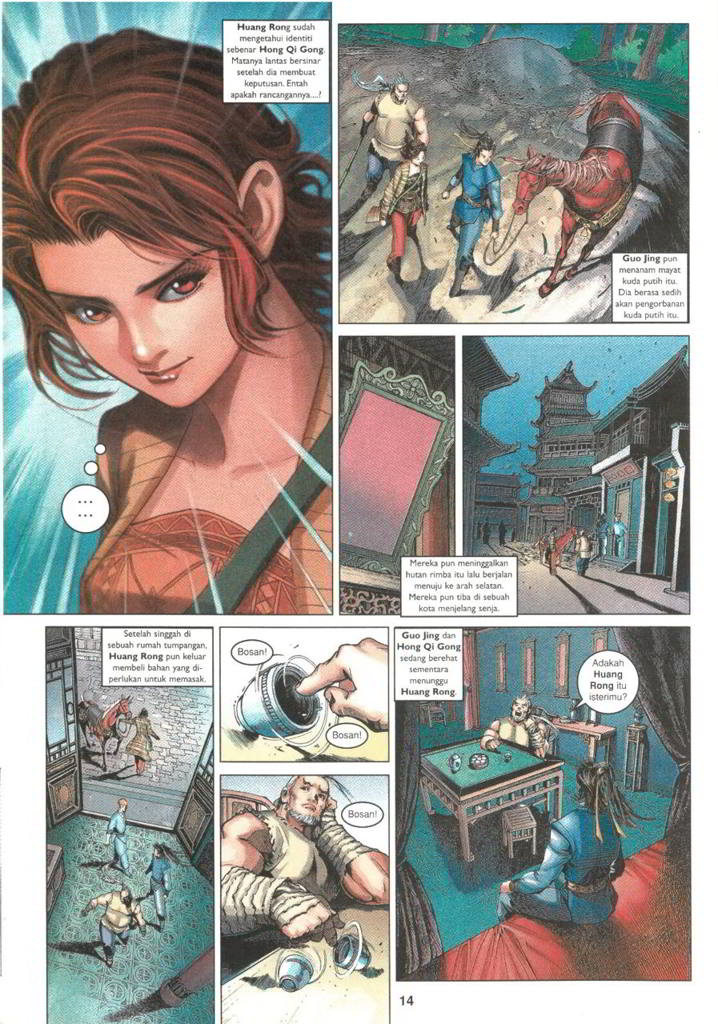 Huang Rong sudah
mengetahui identiti
sebenar Hong Qi Gong.
Matanya lantas bersinar
setelah dia membuat
keputusan. Entah
apakah rancangannya....?
...
...
Guo Jing pun
menanam mayat
kuda putih itu.
Dia berasa sedih
akan pengorbanan
kuda putih itu.
Mereka pun meninggalkan
hutan rimba itu lalu berjalan
menuju ke arah selatan.
Mereka pun tiba di sebuah
kota menjelang senja.
Setelah singgah di
sebuah rumah tumpangan,
Huang Rong pun keluar
membeli bahan yang di-
perlukan untuk memasak.
Bosan!
Bosan!
Bosan!
Guo Jing dan
Hong Qi Gong
sedang berehat
sementara
menunggu
Huang Rong.
Adakah
Huang
Rong itu
isterimu?
14